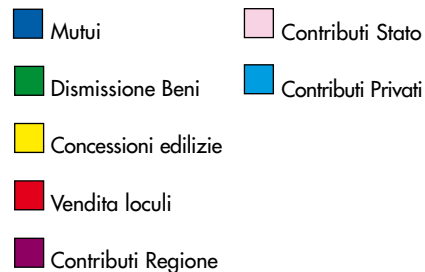 Mutui
Dismissione Beni
Concessioni edilizie
Vendita loculi
Contributi Regione
Contributi Stato
Contributi Privati